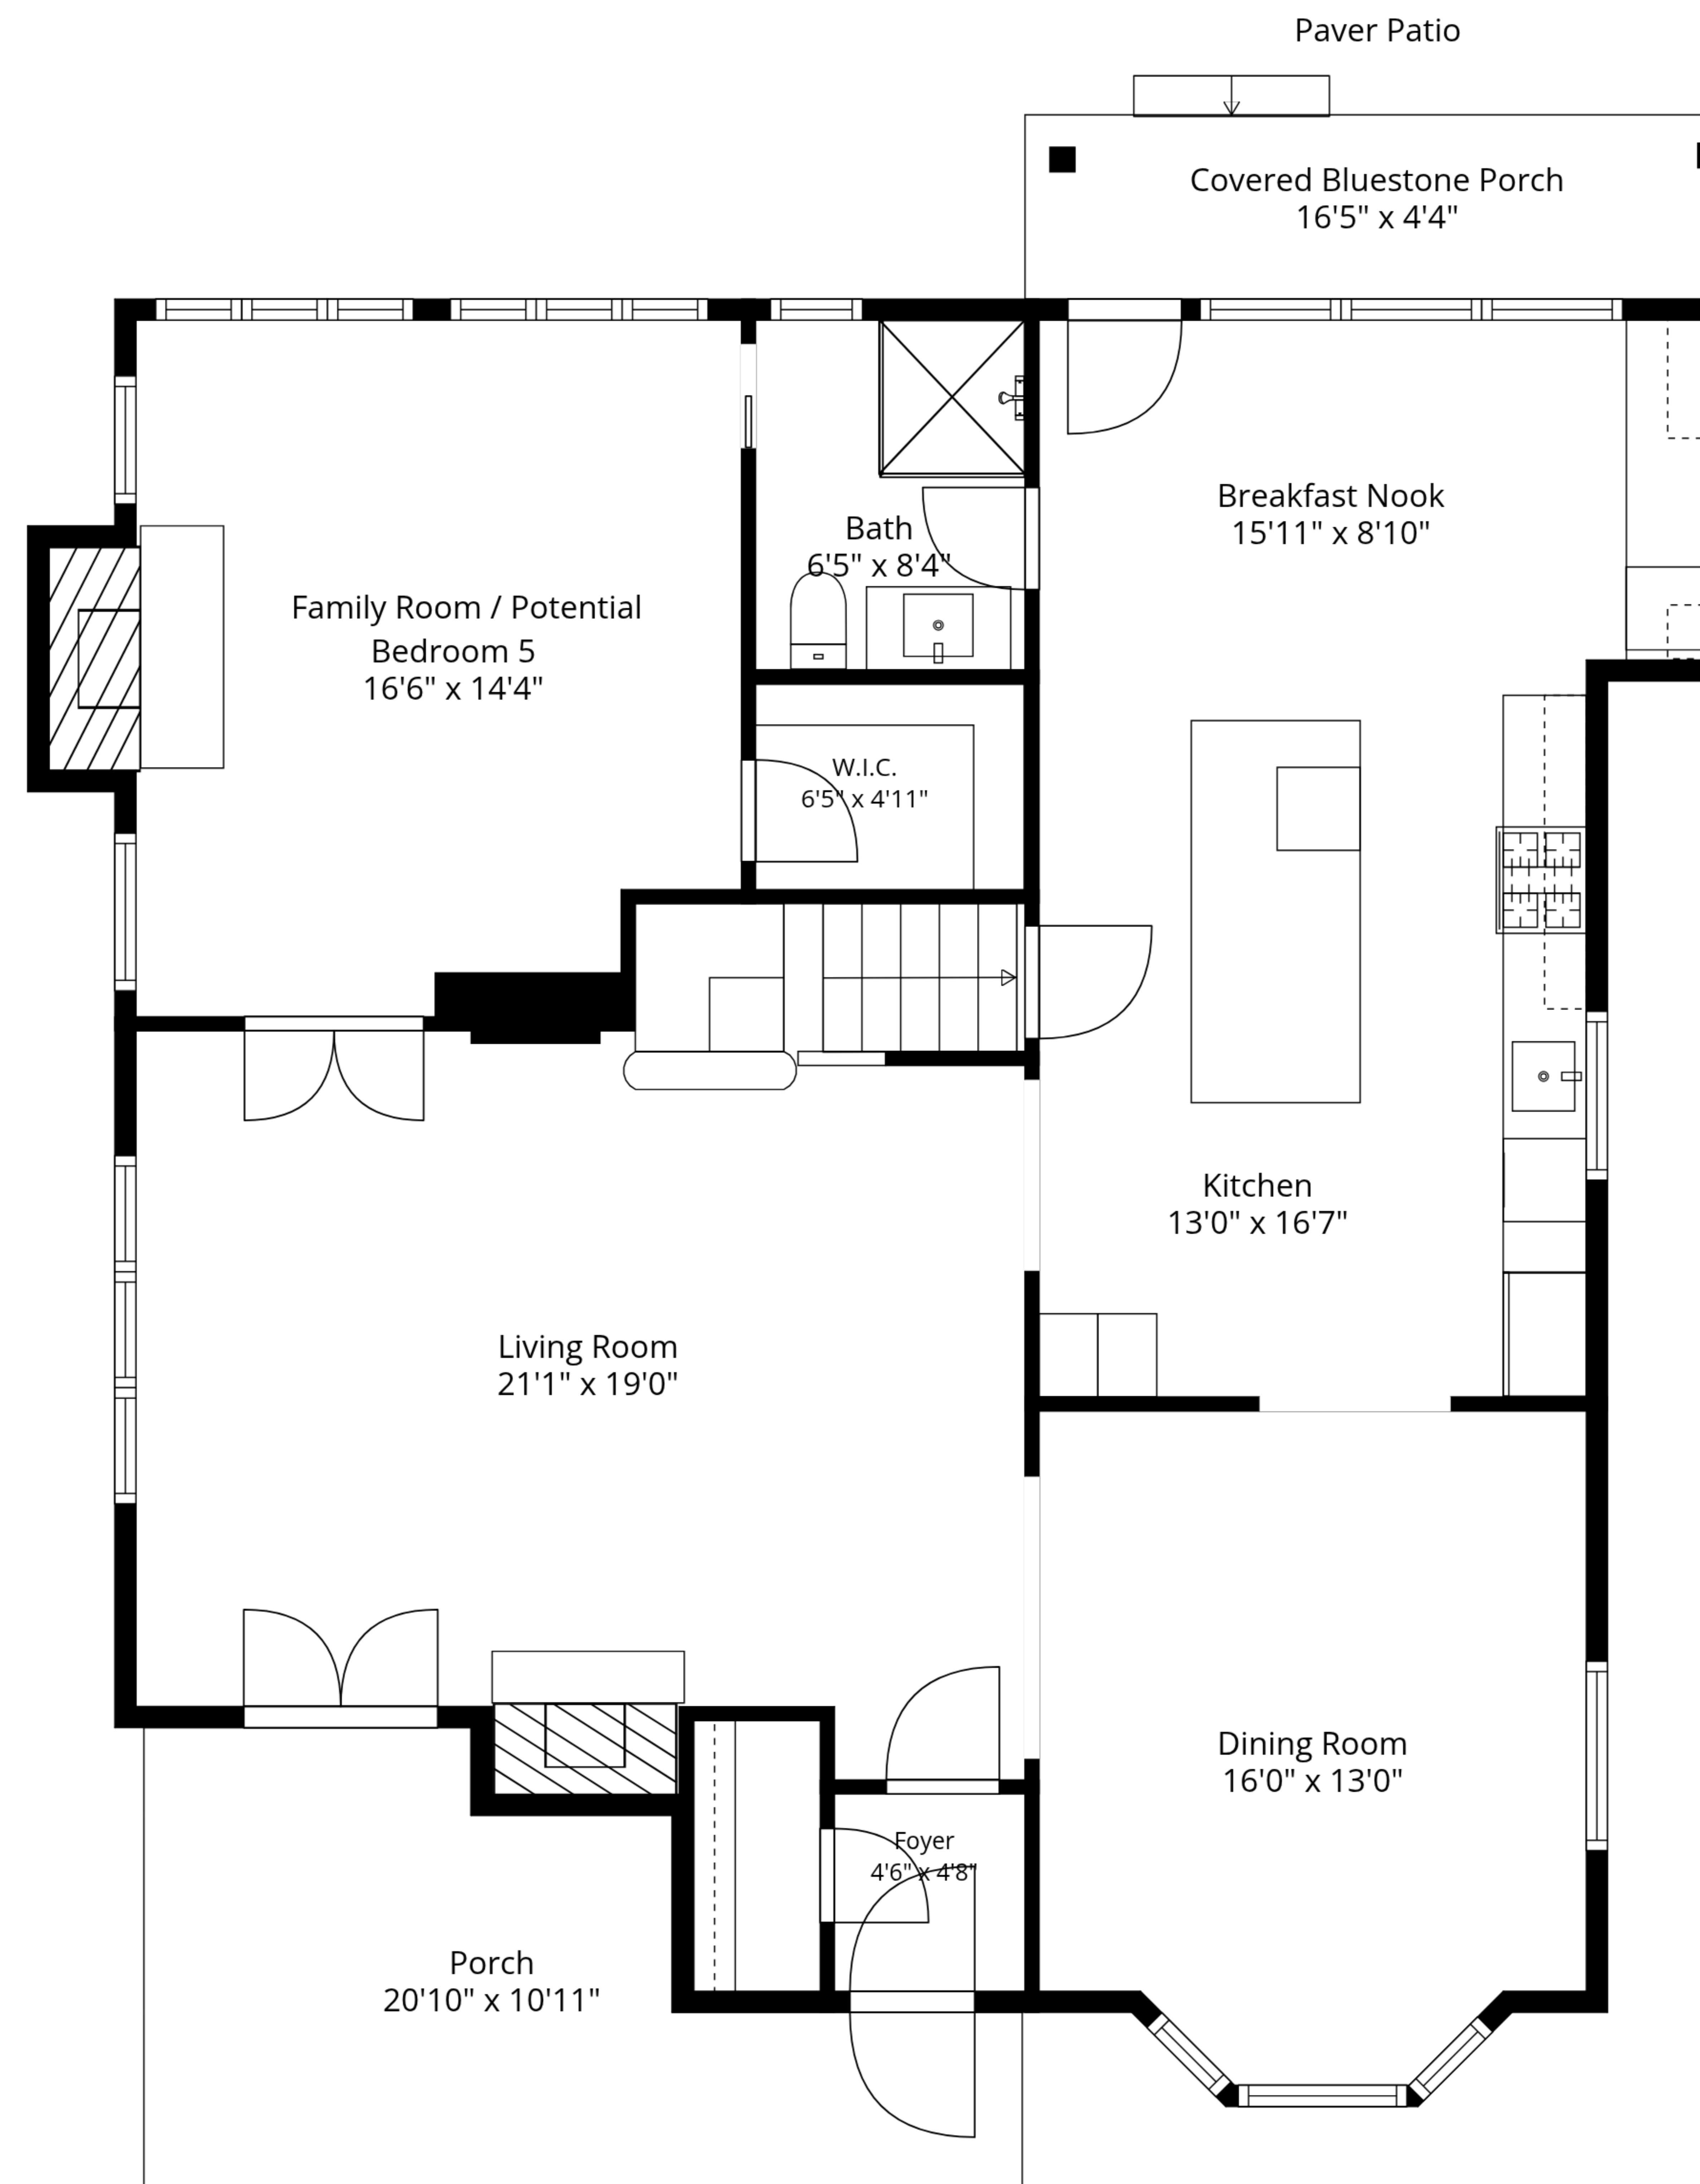 Paver Patio
Covered Bluestone Porch
16'5" x 4'4"
Breakfast Nook
15'11" x 8'10"
Bath
6'5" x 8'4"
Family Room / Potential
Bedroom 5
16'6" x 14'4"
W.I.C.
6'5" x 4'11"
Kitchen
13'0" x 16'7"
Living Room
21'1" x 19'0"
Dining Room
16'0" x 13'0"
Foyer
4'6" x 4'8"
Porch
20'10" x 10'11"